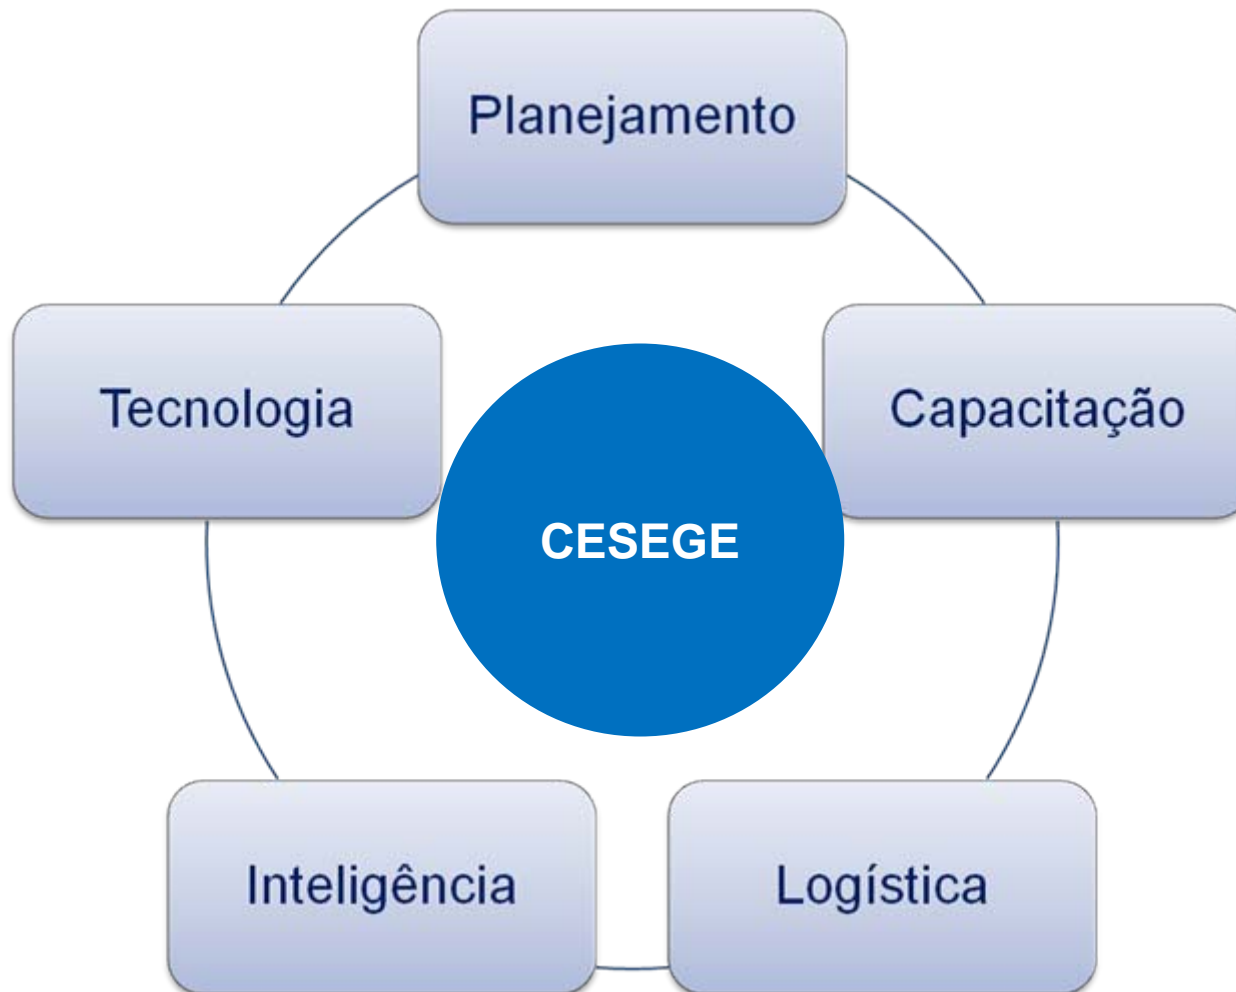 Planejamento
Tecnologia
Capacitação
CESEGE
Inteligência
Logística